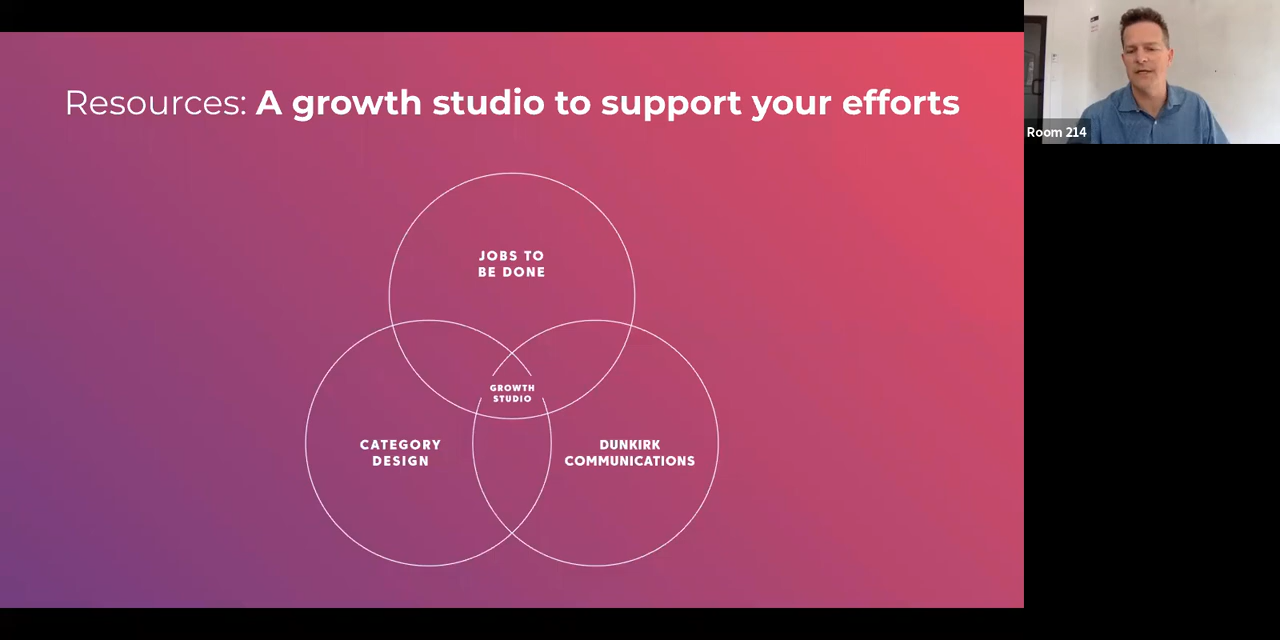 Resources: A growth studio to support your efforts
Room 214
JOBS TO
BE DONE
GROWTH
STUDIO
CATEGORY
DESIGN
DUNKIRK
COMMUNICATIONS